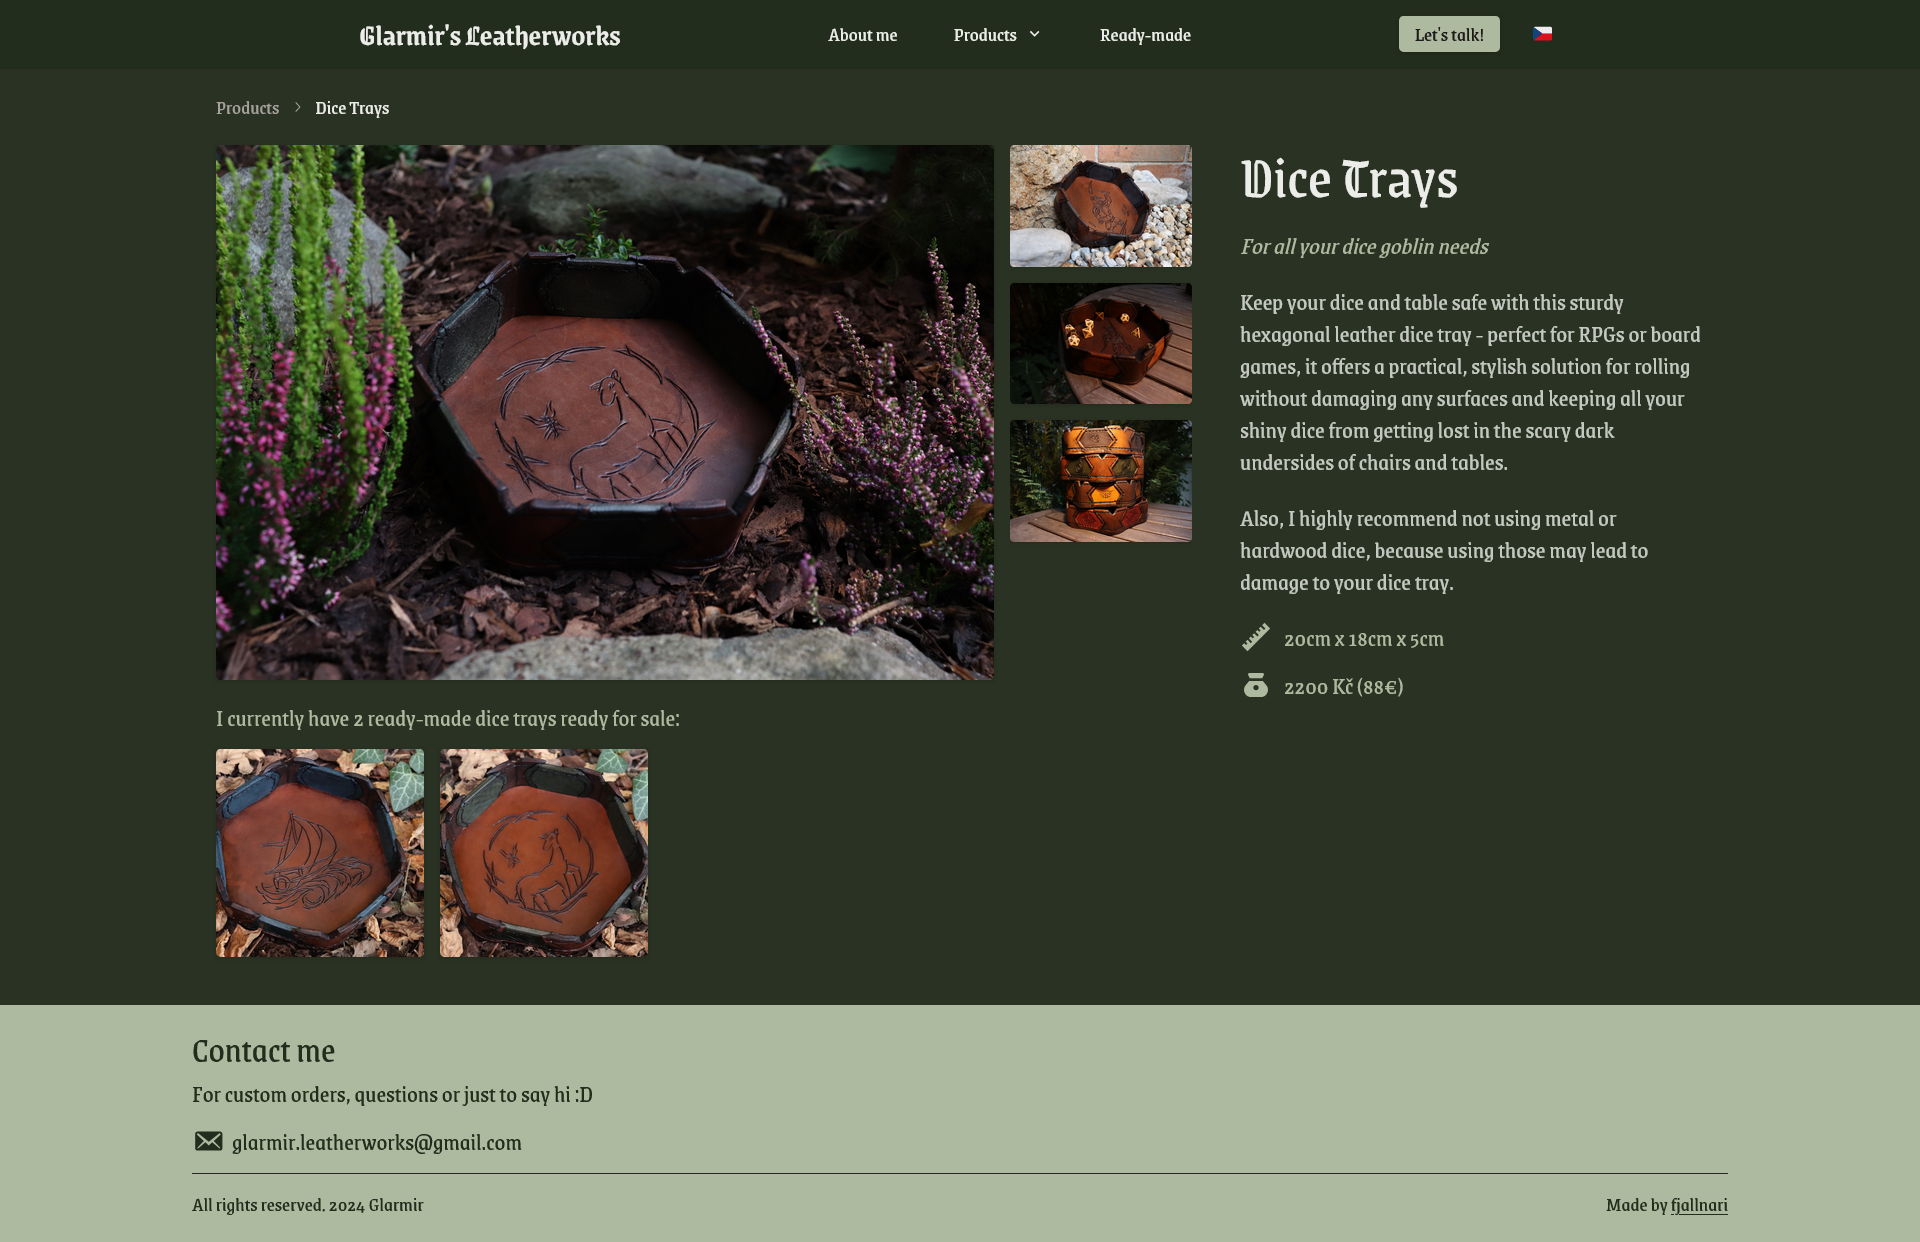 Glarmir's Leatherworks
About me
Products
Ready-made
Let's talk!
Products
Dice Trays
Dice Trays
For all your dice goblin needs
Keep your dice and table safe with this sturdy
hexagonal leather dice tray - perfect for RPGs or board
games, it offers a practical, stylish solution for rolling
without damaging any surfaces and keeping all your
shiny dice from getting lost in the scary dark
undersides of chairs and tables.
Also, I highly recommend not using metal or
hardwood dice, because using those may lead to
damage to your dice tray.
20cm x 18cm x 5cm
2200 Kč (88€)
I currently have 2 ready-made dice trays ready for sale:
Contact me
For custom orders, questions or just to say hi :D
glarmir.leatherworks@gmail.com
All rights reserved. 2024 Glarmir
Made by fjallnari